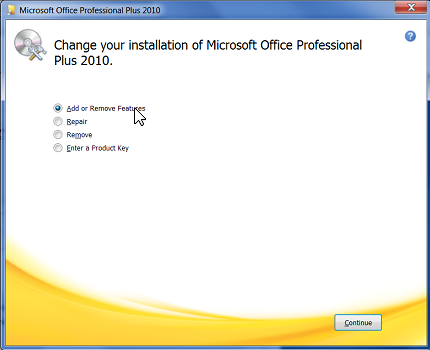 Microsoft Office Professional Plus 2010
Change your installation of Microsoft Office Professional
Plus 2010.
Add or Remove Features
Repair
Remove
Enter a Product Key
Continue